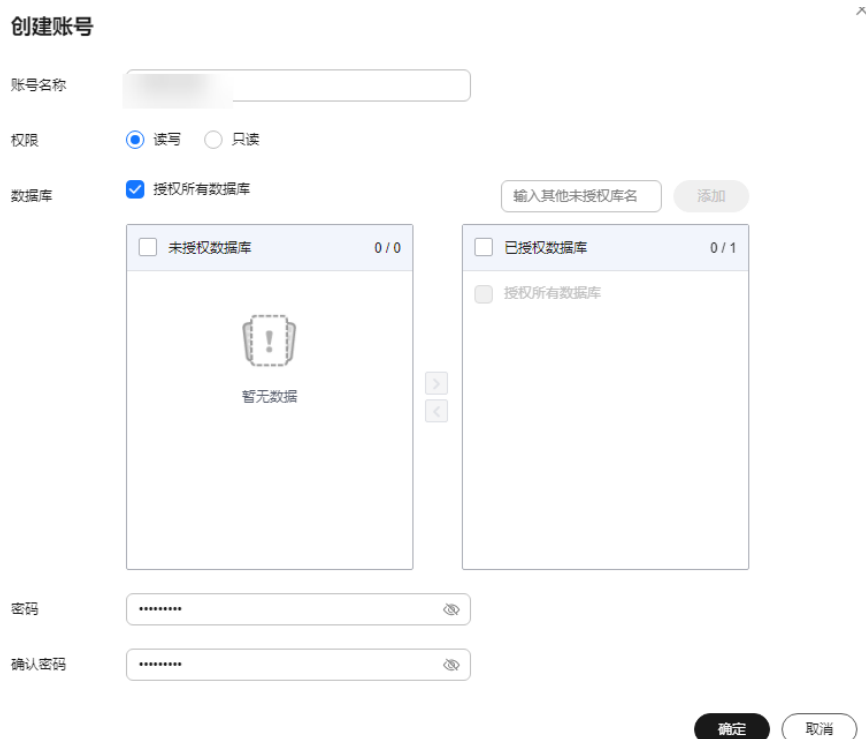 创建账号
账号名称
权限 读写 只读
数据库 授权所有数据库 输入其他未授权库名 添加
未授权数据库 0 / 0 已授权数据库 0 / 1
授权所有数据库
暂无数据
密码 •••••••••
确认密码 •••••••••
确定 取消